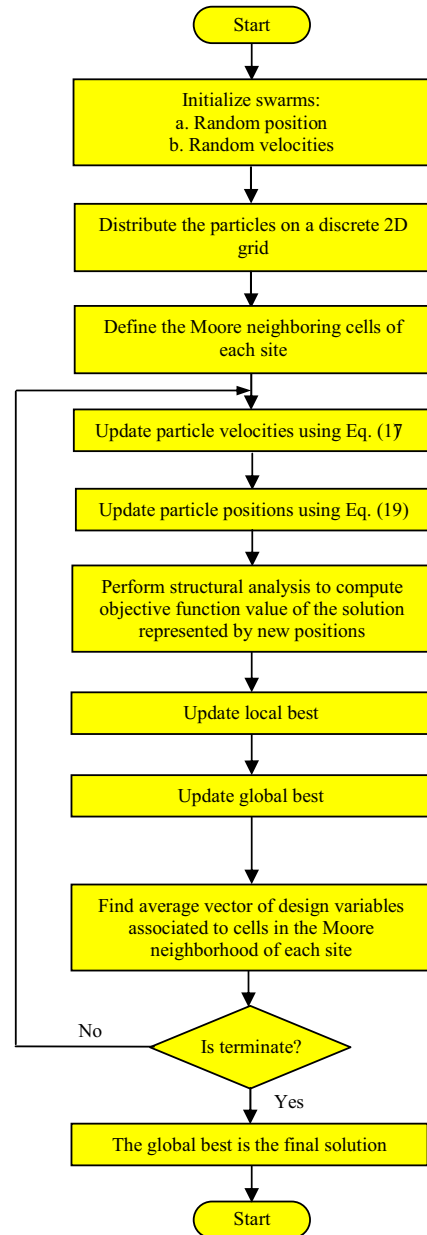 Start
Initialize swarms:
a. Random position
b. Random velocities
Distribute the particles on a discrete 2D
grid
Define the Moore neighboring cells of
each site
Update particle velocities using Eq. (17
Update particle positions using Eq. (19)
Perform structural analysis to compute
objective function value of the solution
represented by new positions
Update local best
Update global best
Find average vector of design variables
associated to cells in the Moore
neighborhood of each site
No
Is terminate?
Yes
The global best is the final solution
Start